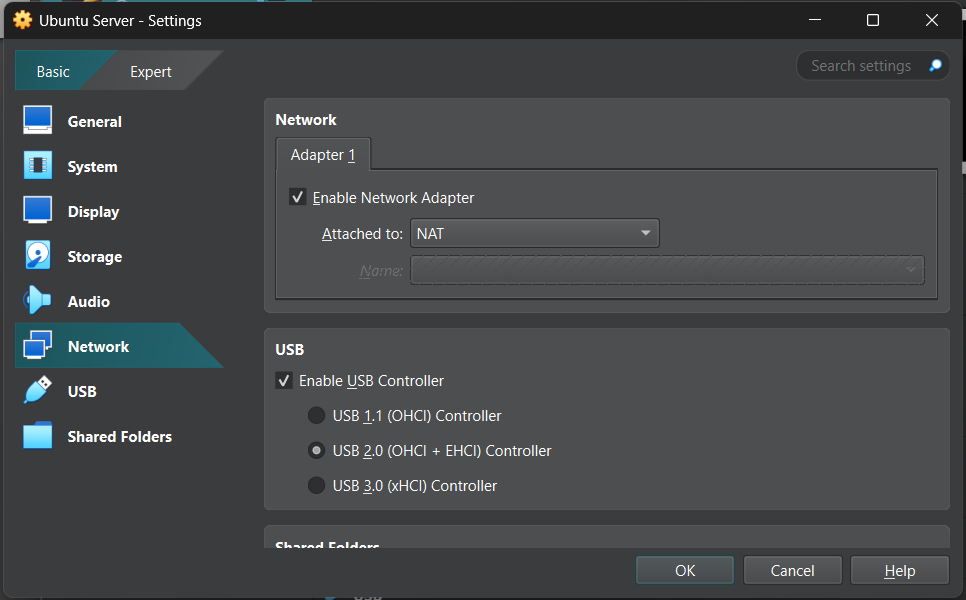 Ubuntu Server - Settings
Basic
Expert
Search settings
General
System
Display
Storage
Audio
Network
USB
Shared Folders
Network
Adapter 1
Enable Network Adapter
Attached to: NAT
Name:
USB
Enable USB Controller
USB 1.1 (OHCI) Controller
USB 2.0 (OHCI + EHCI) Controller
USB 3.0 (xHCI) Controller
Shared Folders
OK
Cancel
Help